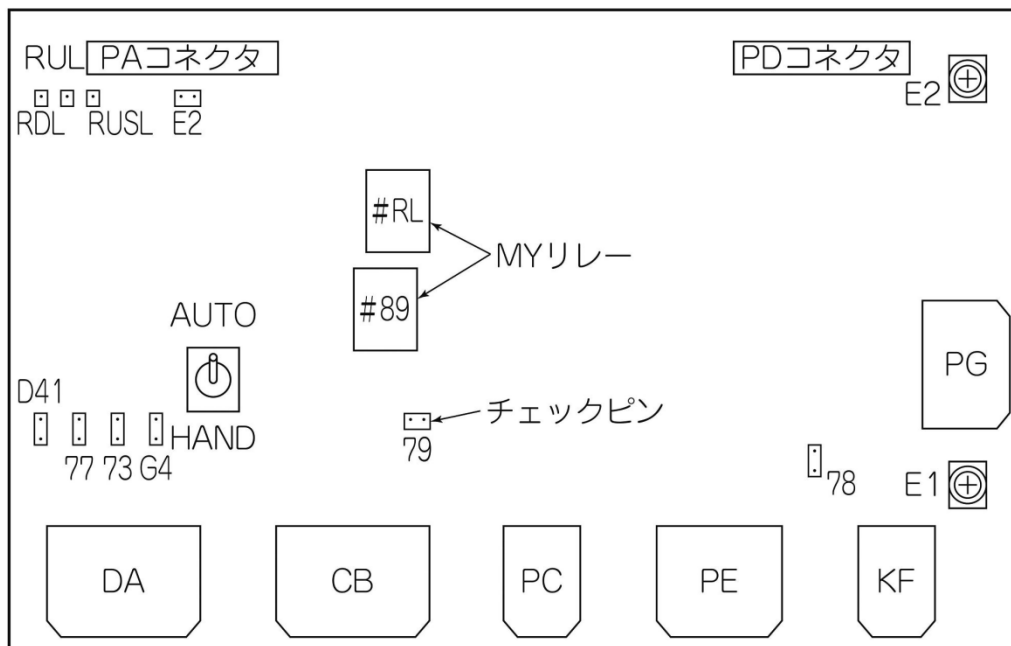 RUL PAコネクタ
PDコネクタ
E2
RDL RUSL E2
#RL
MYリレー
#89
AUTO
PG
D41
HAND
チェックピン
77 73 G4
79
78
E1
DA
CB
PC
PE
KF